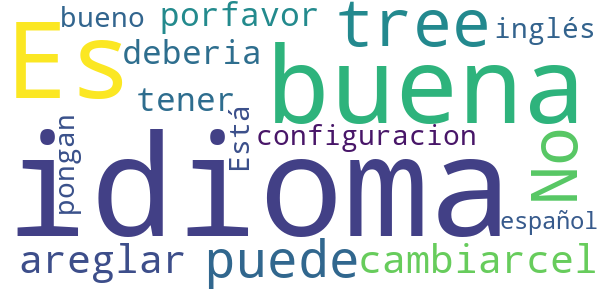 bueno porfavor tree inglés
Es deberia buena
tener
pongan Está configuracion No
idioma
español
areglar puede cambiarcel